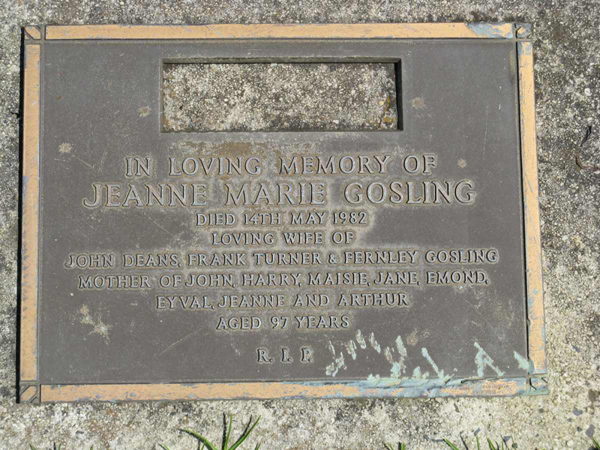 IN LOVING MEMORY OF
JEANNE MARIE GOSLING
DIED 14TH MAY 1982
LOVING WIFE OF
JOHN DEANS, FRANK TURNER & FERNLEY GOSLING
MOTHER OF JOHN, HARRY, MAISIE, JANE, EMOND,
EYVAL, JEANNE AND ARTHUR
AGED 97 YEARS
R. I. P.